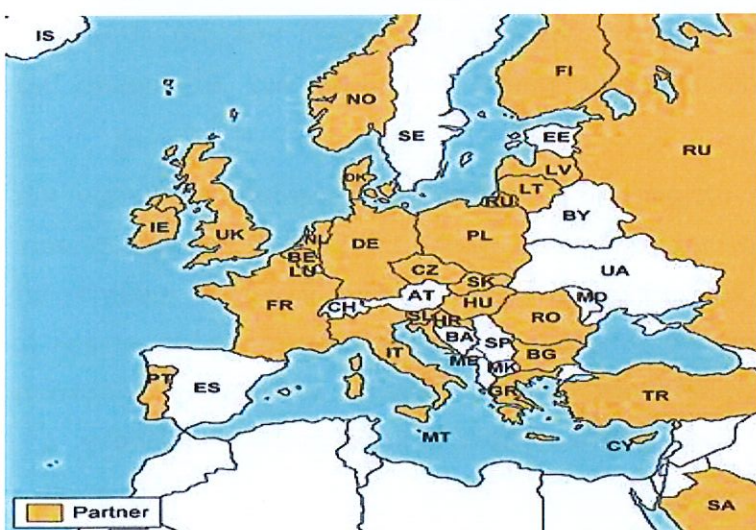 IS
NO
FI
SE
EE
RU
LV
DK
LT
RU
BY
IE
UK
NL
DE
PL
BE
LU
CZ
SK
UA
FR
CH
AT
HU
MD
SL
HR
RO
BA
SP
IT
ME
BG
MK
PT
ES
GR
TR
MT
CY
SA
Partner